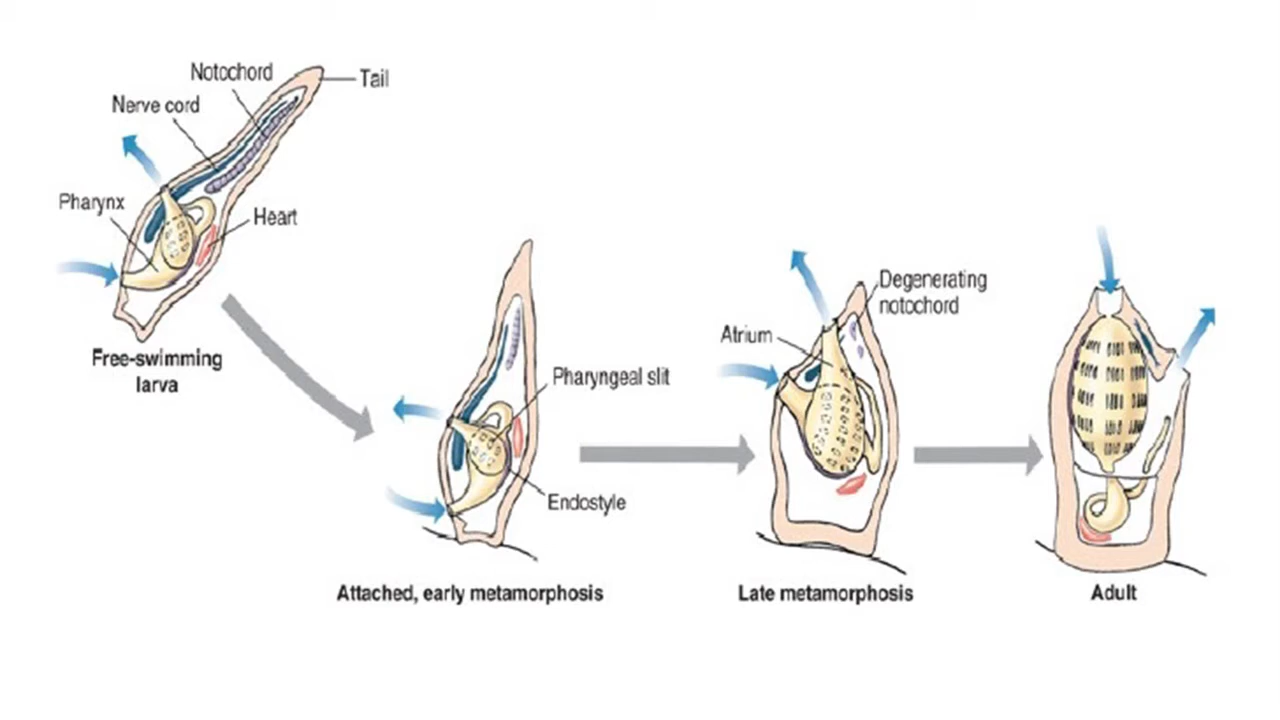 Notochord
Tail
Nerve cord
Pharynx
Heart
Free-swimming
larva
Pharyngeal slit
Endostyle
Attached, early metamorphosis
Degenerating
notochord
Atrium
Late metamorphosis
Adult